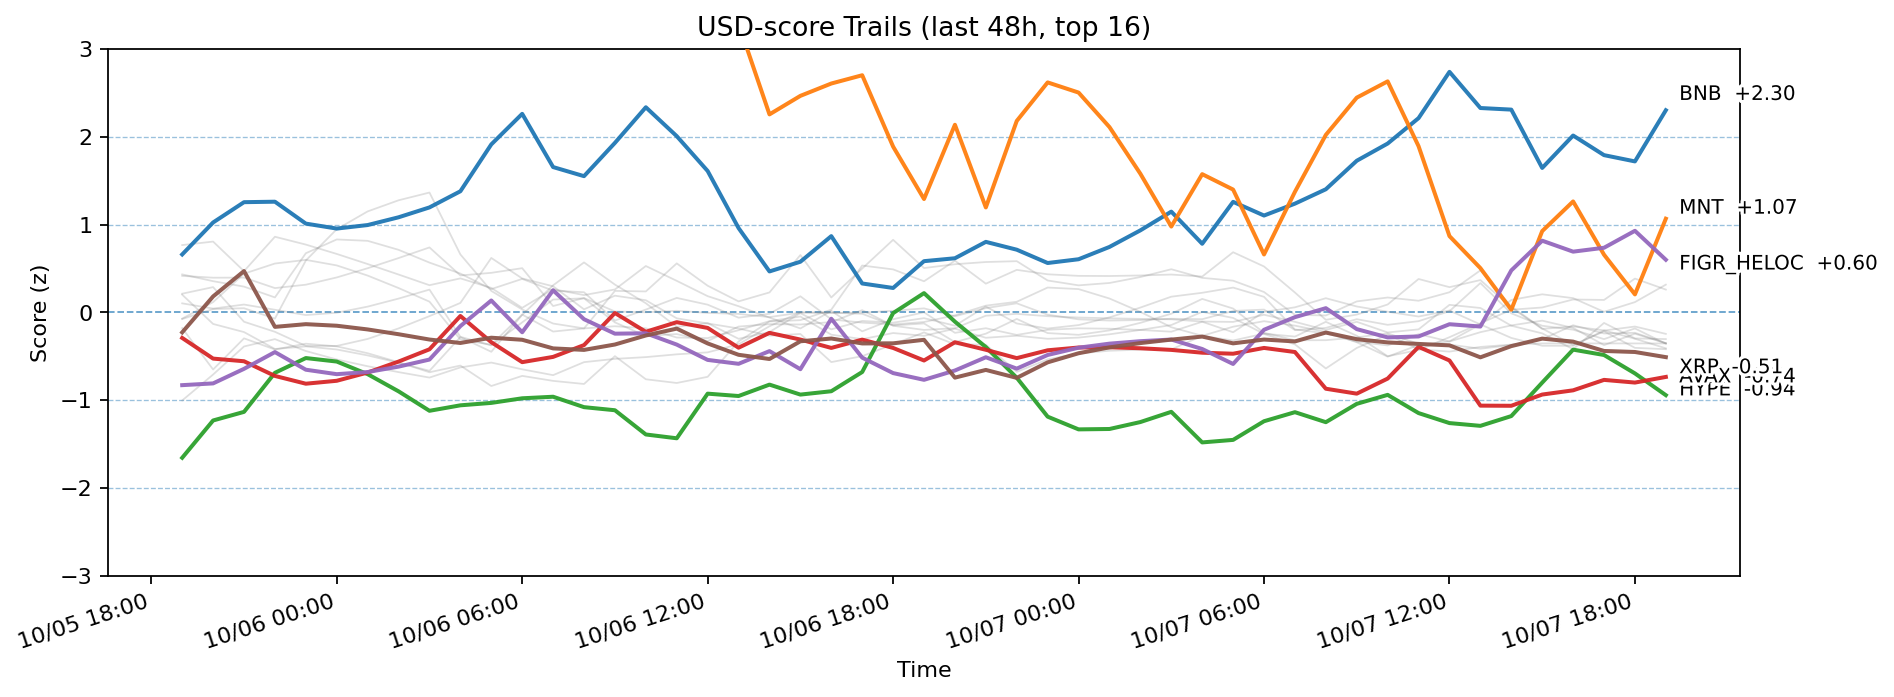 USD-score Trails (last 48h, top 16)
Score (z)
3
2
1
0
−1
−2
−3
BNB +2.30
MNT +1.07
FIGR_HELOC +0.60
XRP -0.51
AVAX -0.74
HYPE -0.94
10/05 18:00
10/06 00:00
10/06 06:00
10/06 12:00
10/06 18:00
10/07 00:00
10/07 06:00
10/07 12:00
10/07 18:00
Time